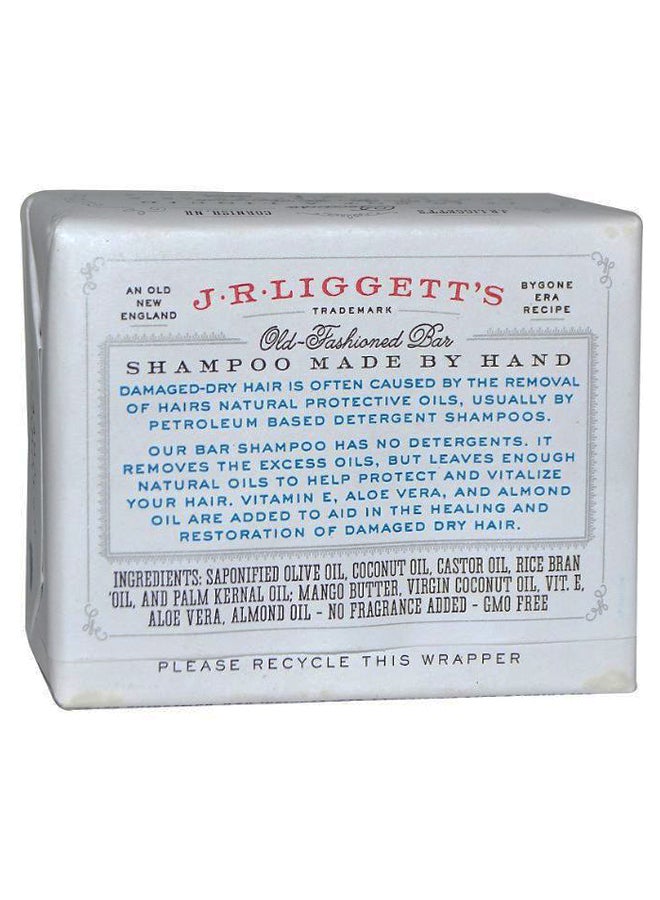 CORNISH, NH
J.R.LIGGETT'S
AN OLD
NEW
ENGLAND
J·R·LIGGETT'S
TRADEMARK
BYGONE
ERA
RECIPE
Old-Fashioned Bar
SHAMPOO MADE BY HAND
DAMAGED-DRY HAIR IS OFTEN CAUSED BY THE REMOVAL
OF HAIRS NATURAL PROTECTIVE OILS, USUALLY BY
PETROLEUM BASED DETERGENT SHAMPOOS.
OUR BAR SHAMPOO HAS NO DETERGENTS. IT
REMOVES THE EXCESS OILS, BUT LEAVES ENOUGH
NATURAL OILS TO HELP PROTECT AND VITALIZE
YOUR HAIR. VITAMIN E, ALOE VERA, AND ALMOND
OIL ARE ADDED TO AID IN THE HEALING AND
RESTORATION OF DAMAGED DRY HAIR.
INGREDIENTS: SAPONIFIED OLIVE OIL, COCONUT OIL, CASTOR OIL, RICE BRAN
OIL, AND PALM KERNAL OIL; MANGO BUTTER, VIRGIN COCONUT OIL, VIT. E,
ALOE VERA, ALMOND OIL - NO FRAGRANCE ADDED - GMO FREE
PLEASE RECYCLE THIS WRAPPER